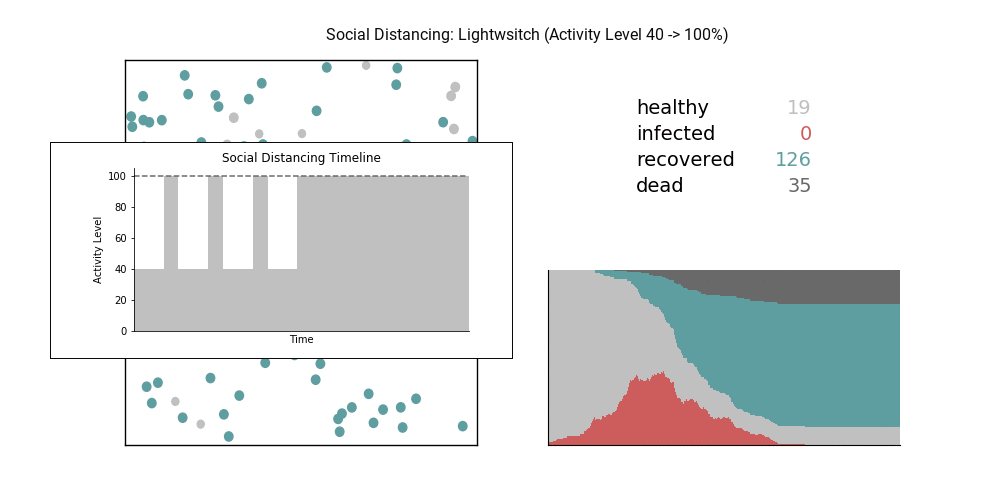 Social Distancing: Lightwsitch (Activity Level 40 -> 100%)
healthy 19
infected 0
recovered 126
dead 35
Social Distancing Timeline
100
80
60
40
20
0
Activity Level
Time